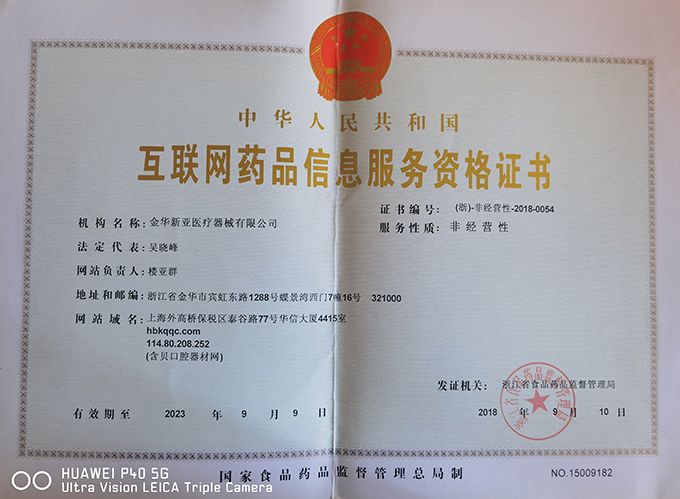 中华人民共和国
互联网药品信息服务资格证书
证书编号: (浙)-非经营性-2018-0054
机构名称: 金华新亚医疗器械有限公司
服务性质: 非经营性
法定代表: 吴晓峰
网站负责人: 楼亚群
地址和邮编: 浙江省金华市宾虹东路1288号蝶景湾西门7幢16号 321000
网站域名: 上海外高桥保税区泰谷路77号华信大厦4415室
hbkqqc.com
114.80.208.252
(含贝口腔器材网)
发证机关: 浙江省食品药品监督管理局
有效期至 2023 年 9 月 9 日
2018 年 9 月 10 日
国家食品药品监督管理总局制
NO.15009182
HUAWEI P40 5G
Ultra Vision LEICA Triple Camera